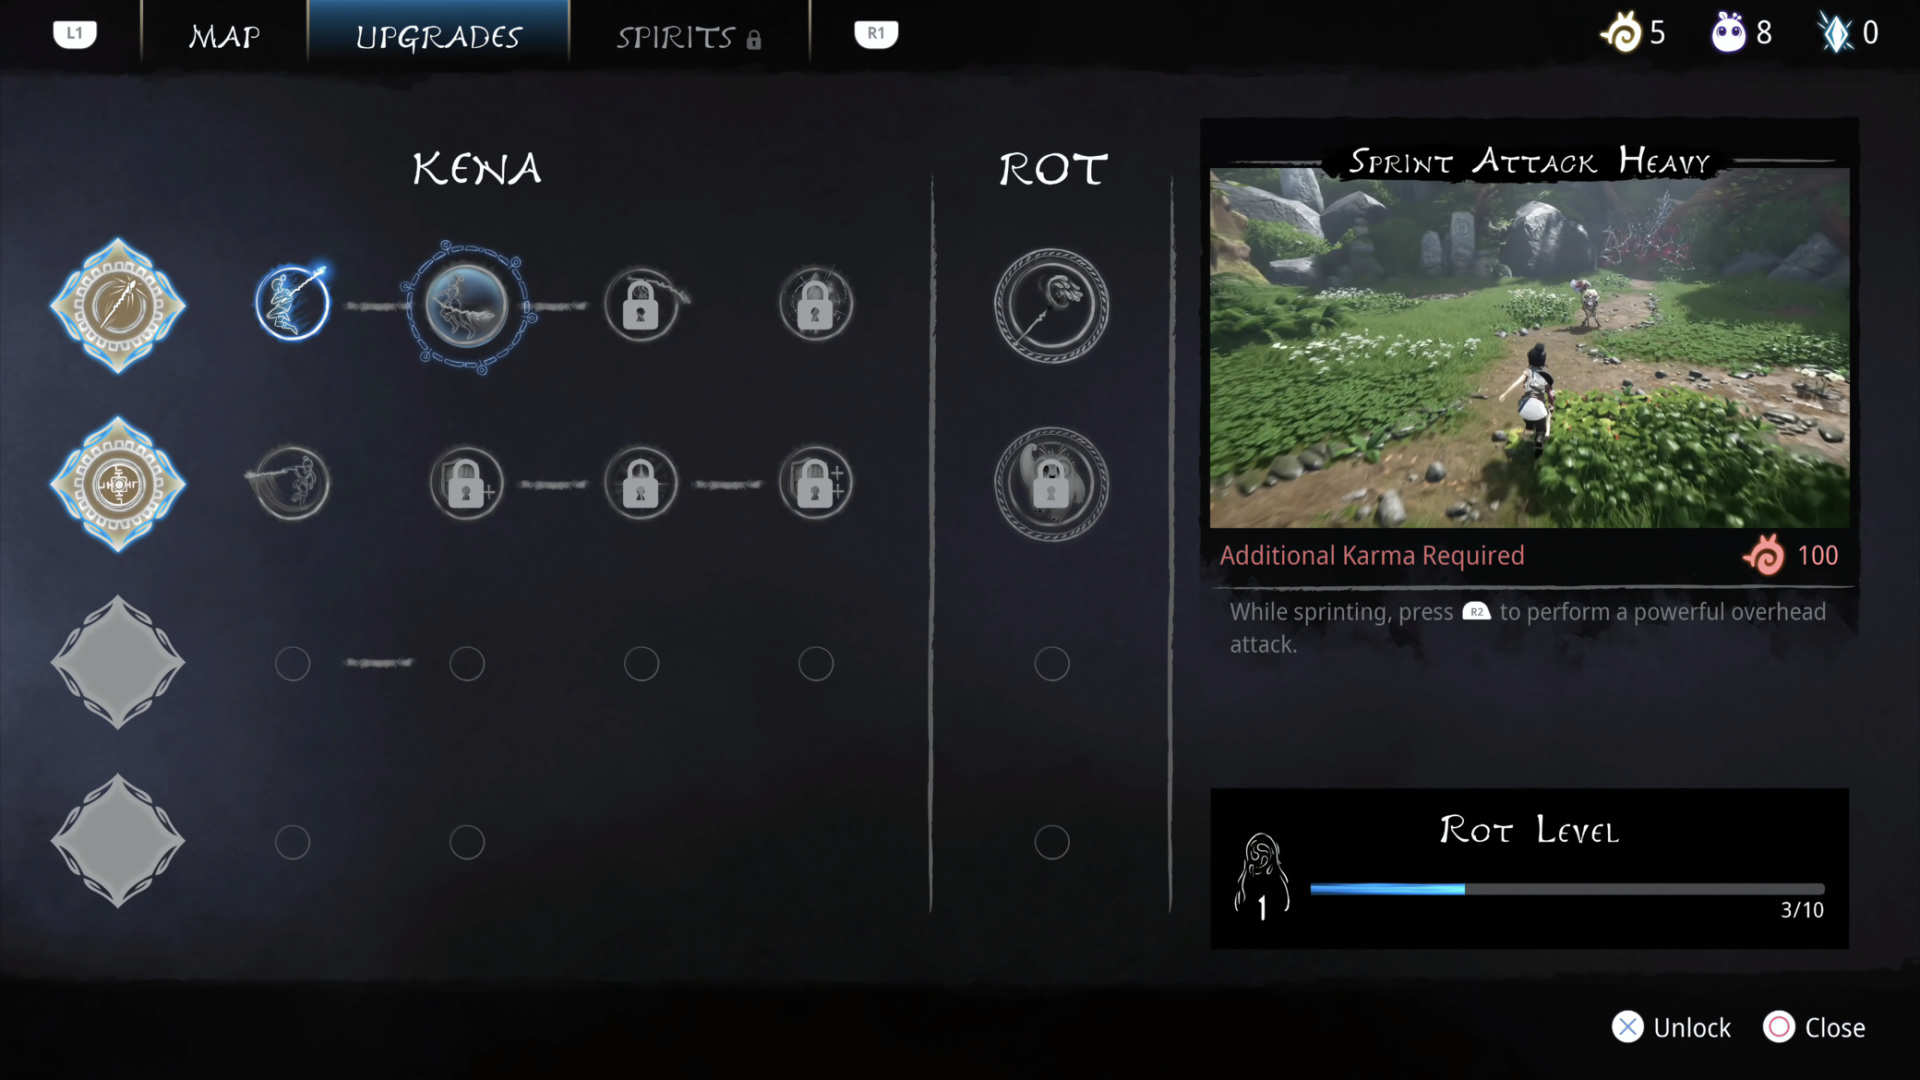 L1
MAP
UPGRADES
SPIRITS
R1
5
8
0
KENA
ROT
SPRINT ATTACK HEAVY
Additional Karma Required
100
While sprinting, press R2 to perform a powerful overhead
attack.
ROT LEVEL
1
3/10
Unlock
Close